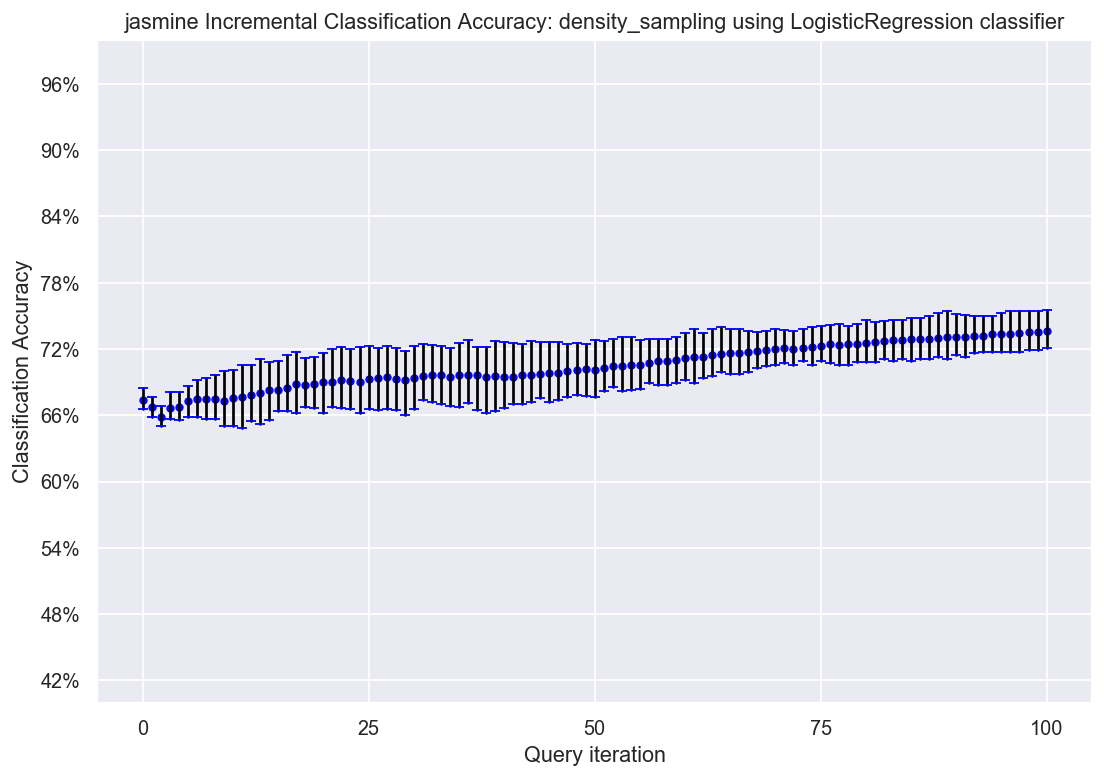 jasmine Incremental Classification Accuracy: density_sampling using LogisticRegression classifier
96%
90%
84%
78%
72%
66%
60%
54%
48%
42%
Classification Accuracy
0 25 50 75 100
Query iteration